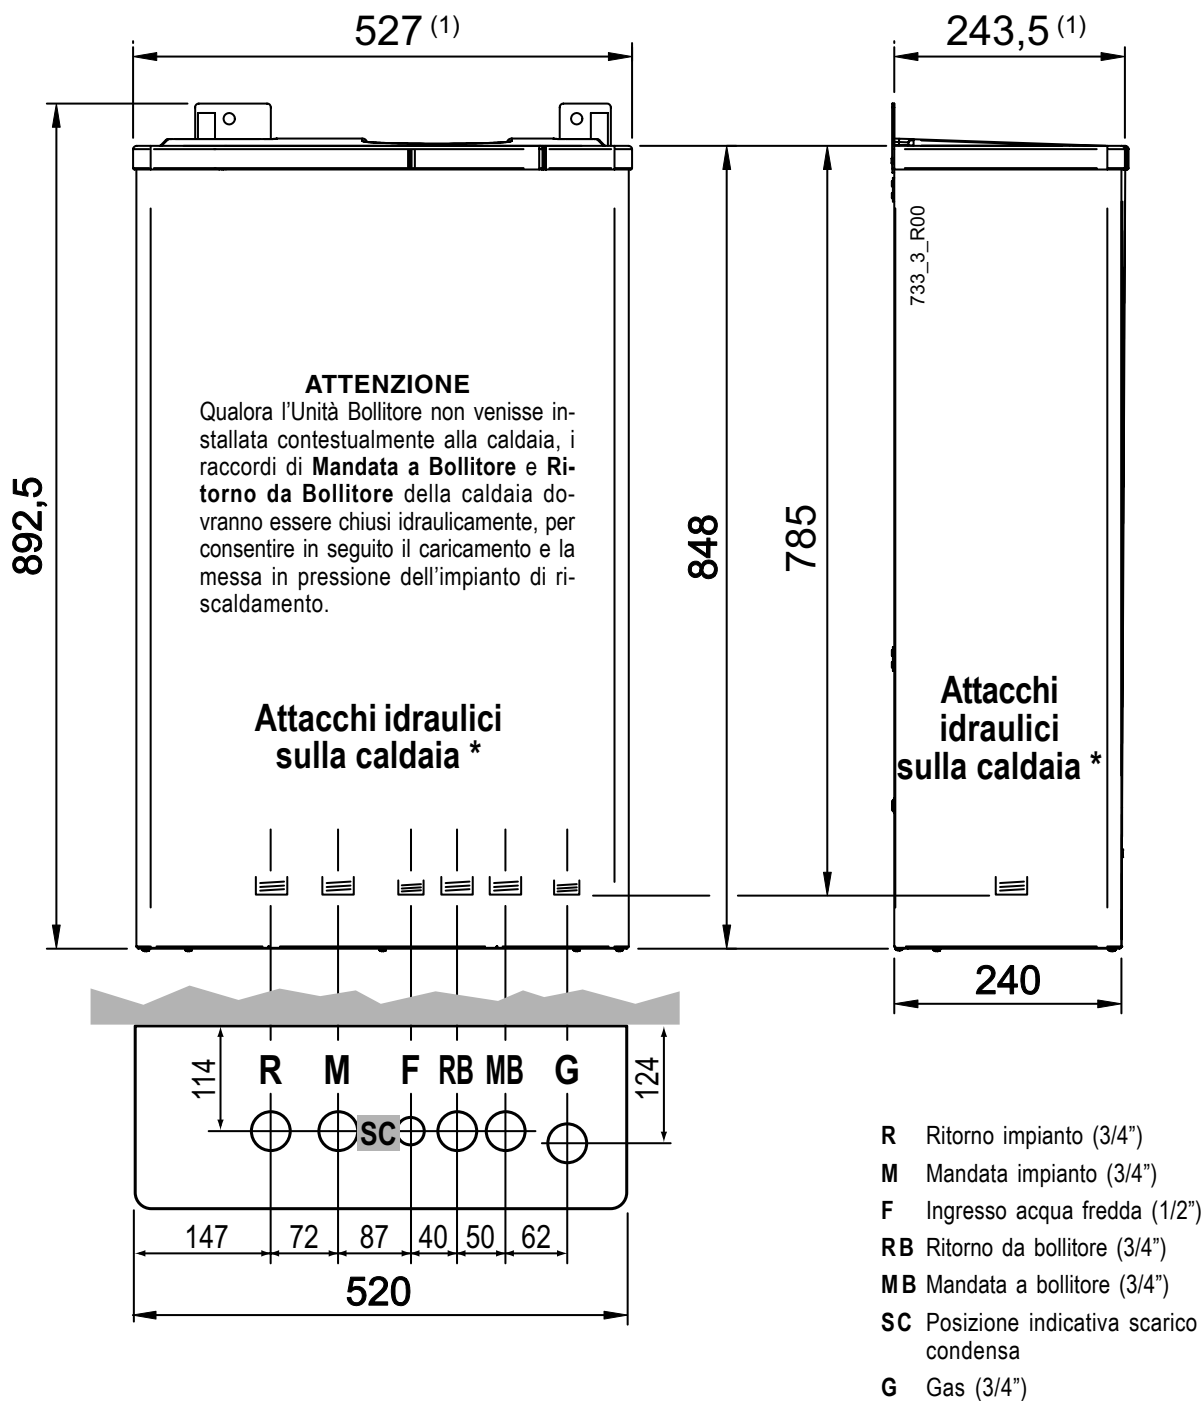 527 (1)
243,5 (1)
733_3_R00
ATTENZIONE
Qualora l’Unità Bollitore non venisse in-
stallata contestualmente alla caldaia, i
raccordi di Mandata a Bollitore e Ri-
torno da Bollitore della caldaia do-
vranno essere chiusi idraulicamente, per
consentire in seguito il caricamento e la
messa in pressione dell’impianto di ri-
scaldamento.
892,5
848
785
Attacchi idraulici
sulla caldaia *
Attacchi
idraulici
sulla caldaia *
240
114
R M F RB MB G
124
SC
147 72 87 40 50 62
520
R Ritorno impianto (3/4”)
M Mandata impianto (3/4”)
F Ingresso acqua fredda (1/2”)
RB Ritorno da bollitore (3/4”)
MB Mandata a bollitore (3/4”)
SC Posizione indicativa scarico
condensa
G Gas (3/4”)